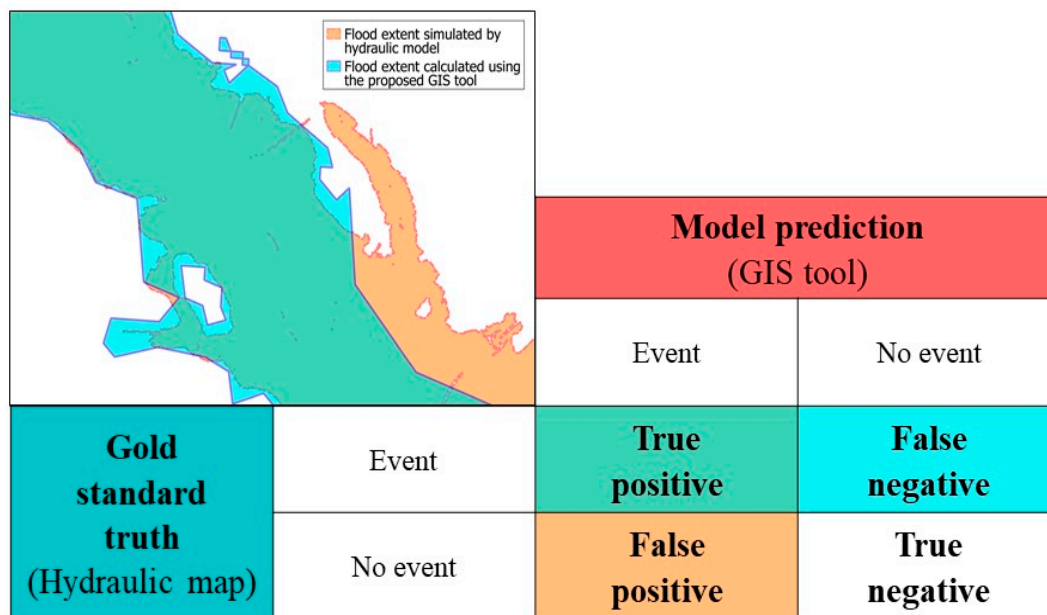 Flood extent simulated by
hydraulic model
Flood extent calculated using
the proposed GIS tool
Model prediction
(GIS tool)
Event
No event
Gold
standard
truth
(Hydraulic map)
Event
True
positive
False
negative
No event
False
positive
True
negative